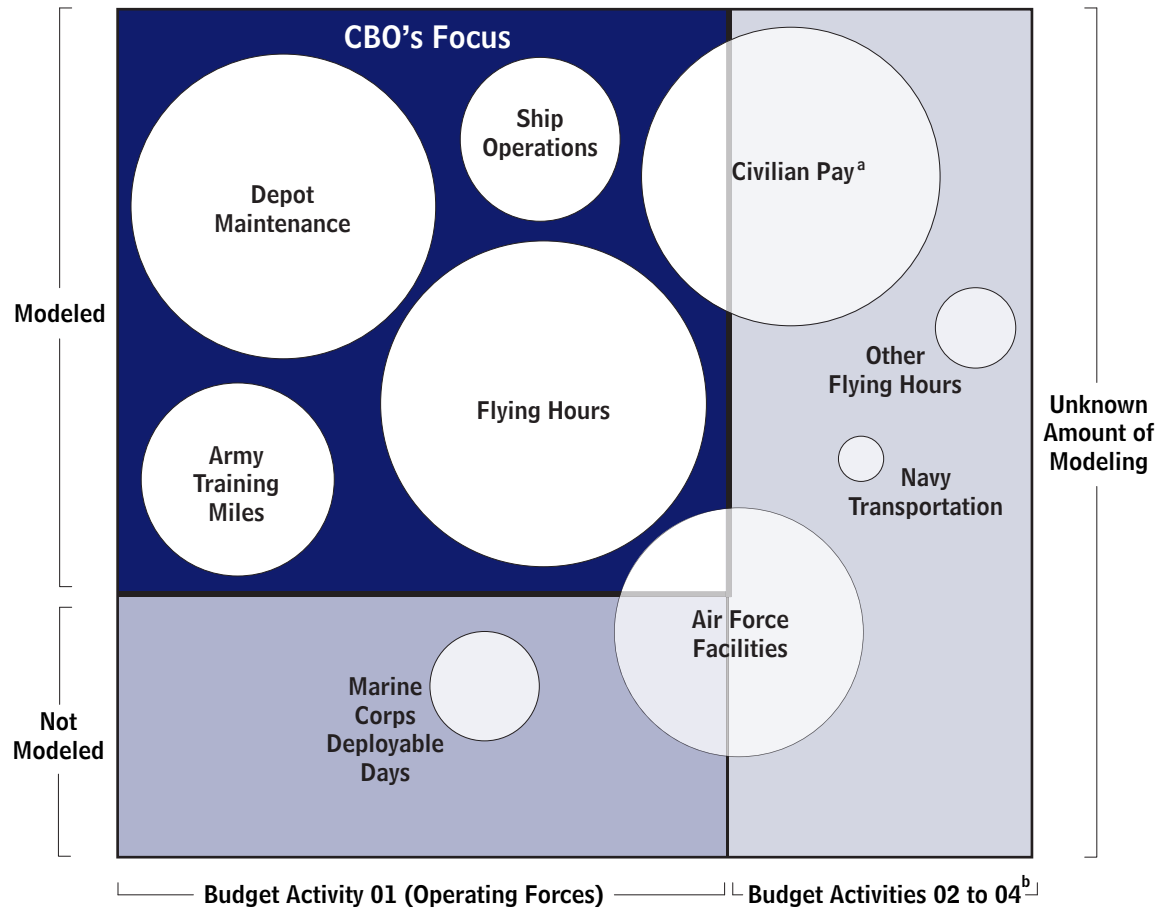 CBO's Focus
Ship
Operations
Civilian Pay a
Depot
Maintenance
Modeled
Other
Flying Hours
Flying Hours
Unknown
Amount of
Modeling
Army
Training
Miles
Navy
Transportation
Air Force
Facilities
Marine
Corps
Deployable
Days
Not
Modeled
Budget Activity 01 (Operating Forces)
Budget Activities 02 to 04 b